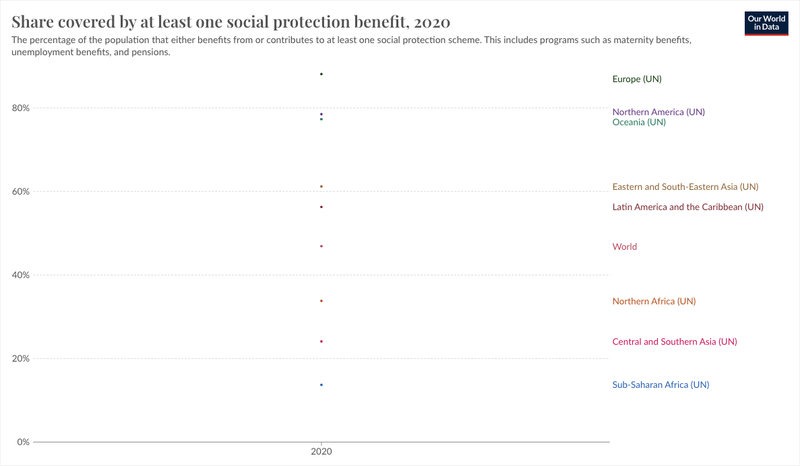 Share covered by at least one social protection benefit, 2020
Our World
in Data
The percentage of the population that either benefits from or contributes to at least one social protection scheme. This includes programs such as maternity benefits,
unemployment benefits, and pensions.
Europe (UN)
80%
Northern America (UN)
Oceania (UN)
60%
Eastern and South-Eastern Asia (UN)
Latin America and the Caribbean (UN)
World
40%
Northern Africa (UN)
Central and Southern Asia (UN)
20%
Sub-Saharan Africa (UN)
0%
2020